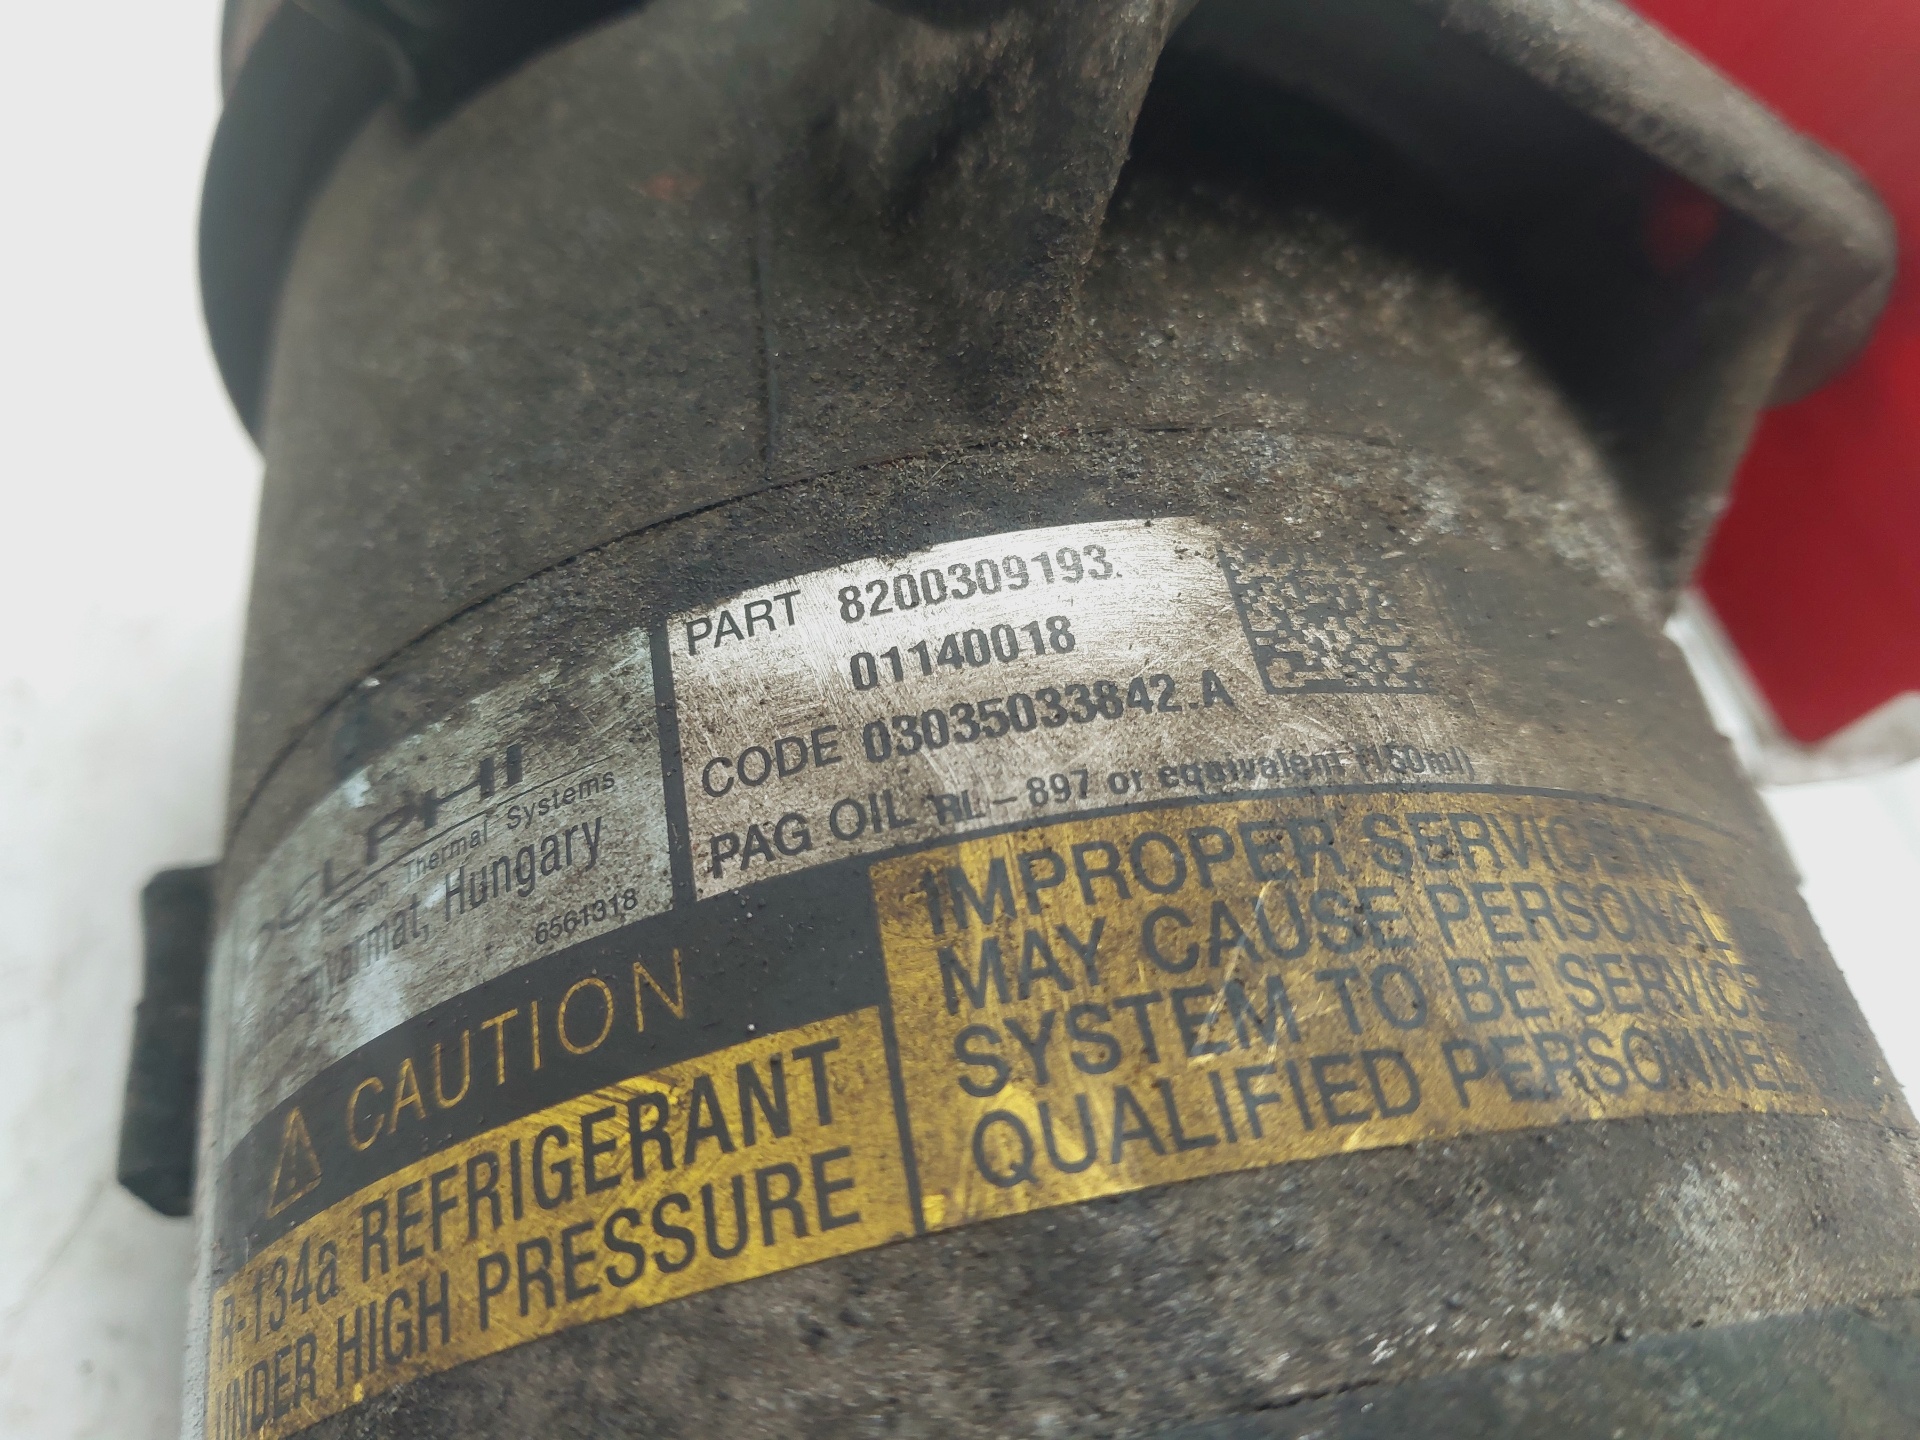 PART 8200309193.
01140018
CODE 03035033842.A
PAG OIL RL-897 or equivalent (150ml)
DELPHI
Thermal Systems
Hungary
6561318
CAUTION
R-134a REFRIGERANT
UNDER HIGH PRESSURE
IMPROPER SERVICE
MAY CAUSE PERSONAL
SYSTEM TO BE SERVICE
QUALIFIED PERSONNEL